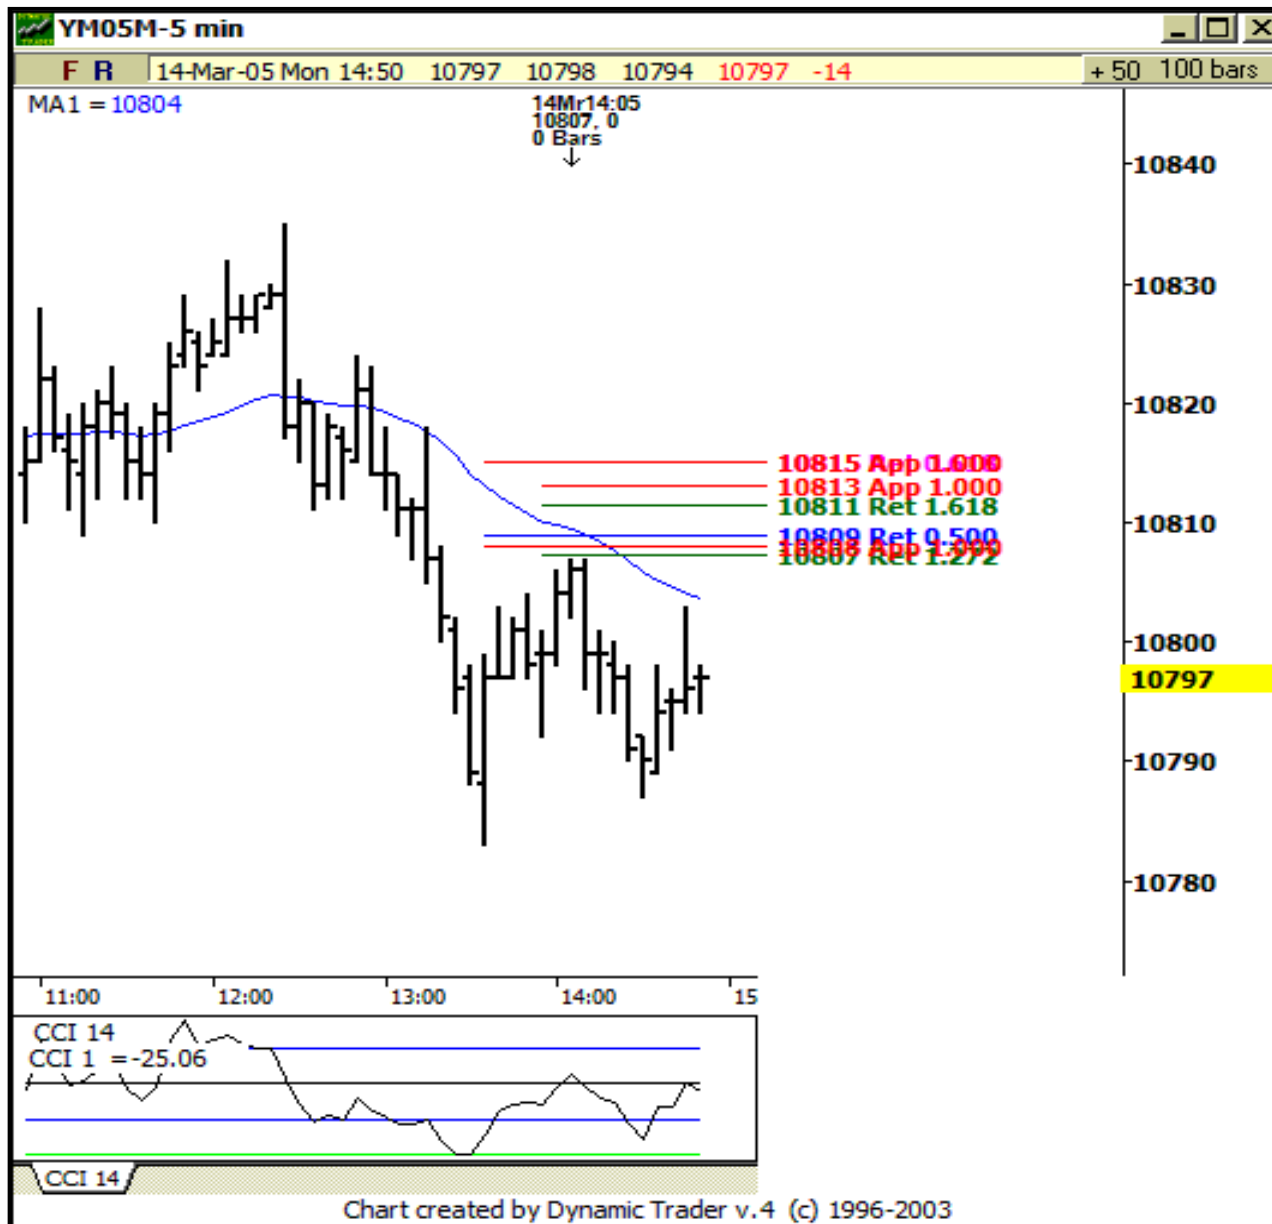 YM05M-5 min
F R 14-Mar-05 Mon 14:50 10797 10798 10794 10797 -14 + 50 100 bars
MA1 = 10804
14Mr14:05
10807, 0
0 Bars
10840
10830
10820
10815 App 1.000
10813 App 1.000
10811 Ret 1.618
10810
10809 Ret 0.500
10808 App 1.000
10807 Ret 1.272
10800
10797
10790
10780
11:00 12:00 13:00 14:00 15
CCI 14
CCI 1 =-25.06
CCI 14
Chart created by Dynamic Trader v.4 (c) 1996-2003